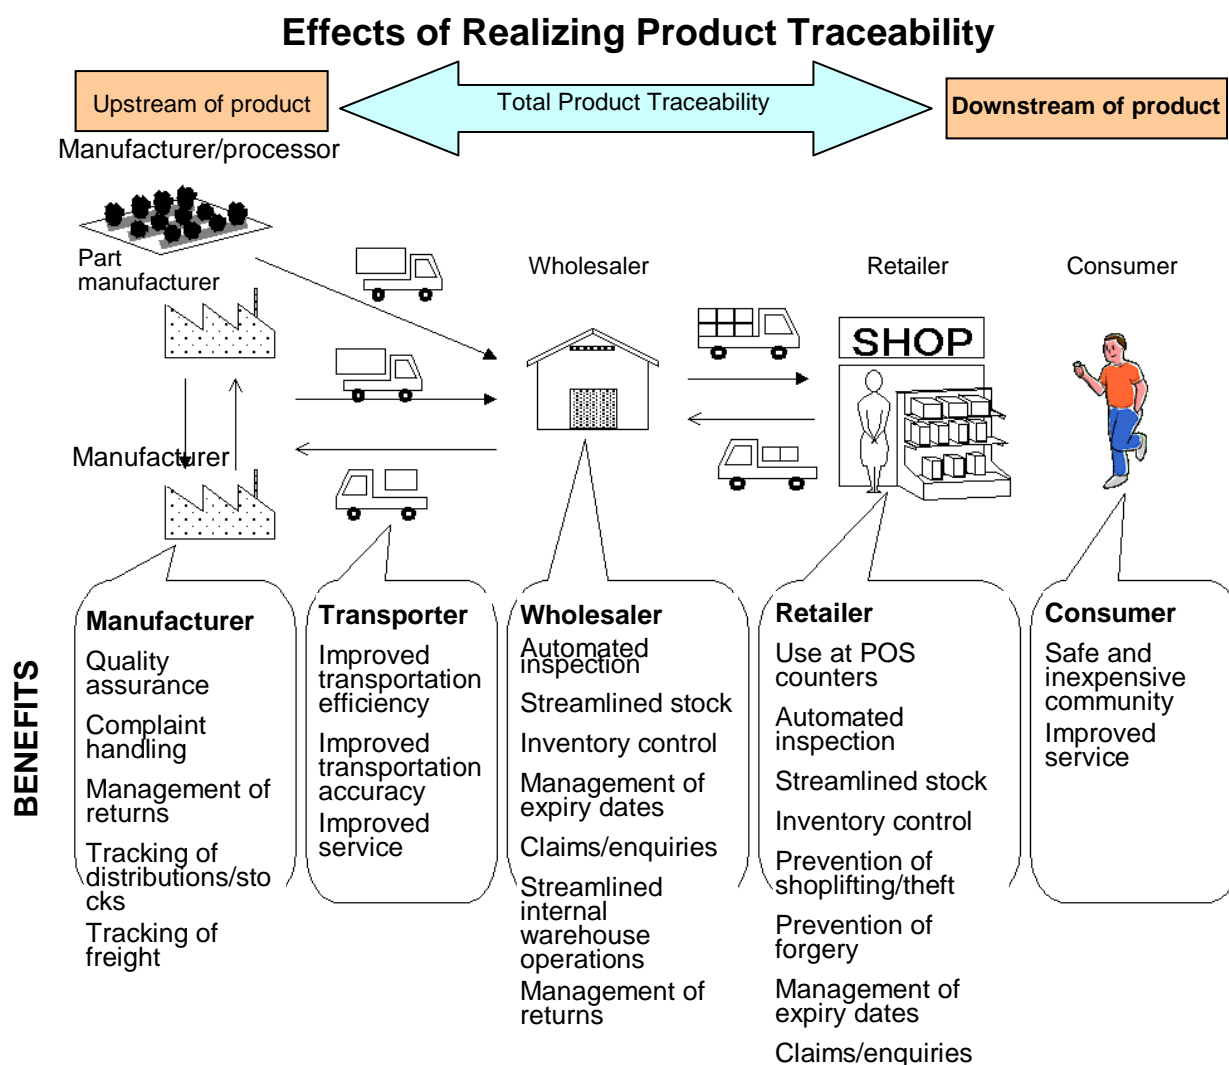 Effects of Realizing Product Traceability
Upstream of product
Total Product Traceability
Downstream of product
Manufacturer/processor
Part
manufacturer
Wholesaler
Retailer
Consumer
SHOP
Manufacturer
BENEFITS
Manufacturer
Quality
assurance
Complaint
handling
Management of
returns
Tracking of
distributions/sto
cks
Tracking of
freight
Transporter
Improved
transportation
efficiency
Improved
transportation
accuracy
Improved
service
Wholesaler
Automated
inspection
Streamlined stock
Inventory control
Management of
expiry dates
Claims/enquiries
Streamlined
internal
warehouse
operations
Management of
returns
Retailer
Use at POS
counters
Automated
inspection
Streamlined stock
Inventory control
Prevention of
shoplifting/theft
Prevention of
forgery
Management of
expiry dates
Claims/enquiries
Consumer
Safe and
inexpensive
community
Improved
service